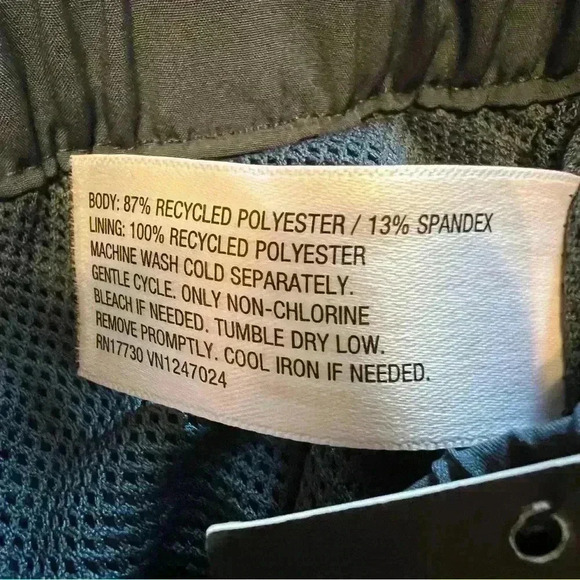 BODY: 87% RECYCLED POLYESTER / 13% SPANDEX
LINING: 100% RECYCLED POLYESTER
MACHINE WASH COLD SEPARATELY.
GENTLE CYCLE. ONLY NON-CHLORINE
BLEACH IF NEEDED. TUMBLE DRY LOW.
REMOVE PROMPTLY. COOL IRON IF NEEDED.
RN17730 VN1247024